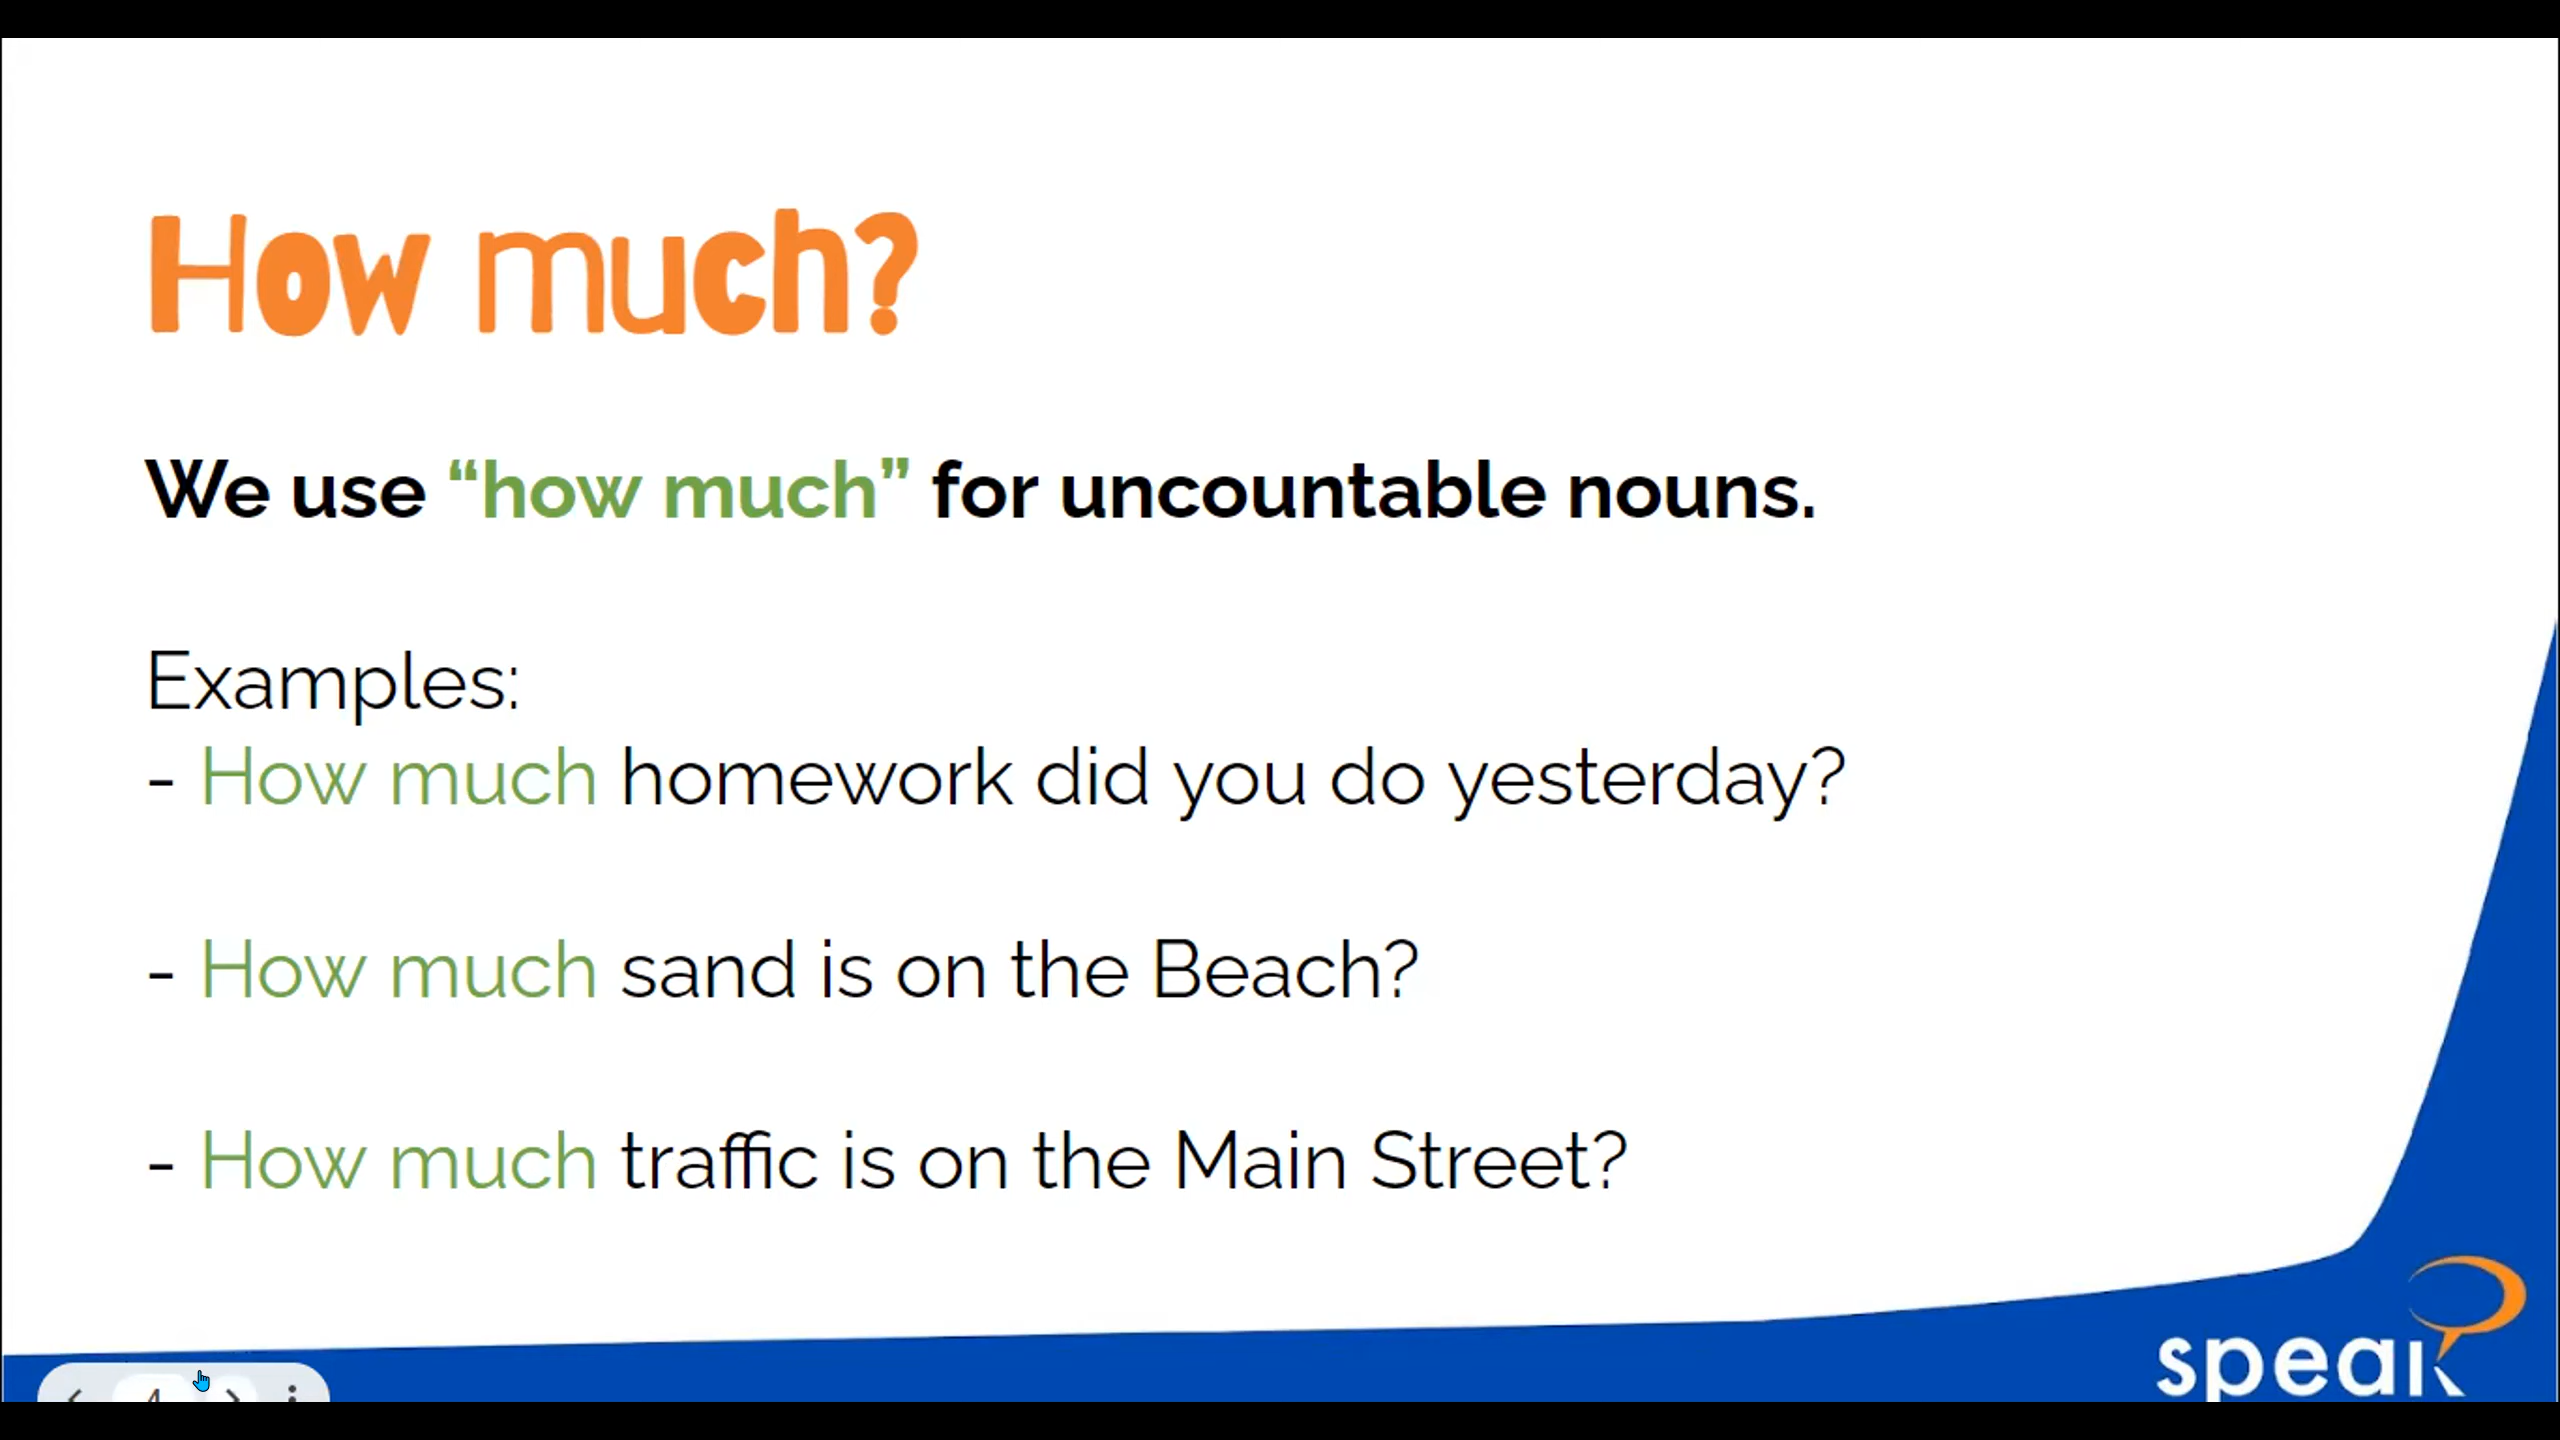 How much?
We use “how much” for uncountable nouns.
Examples:
- How much homework did you do yesterday?
- How much sand is on the Beach?
- How much traffic is on the Main Street?
4
speak